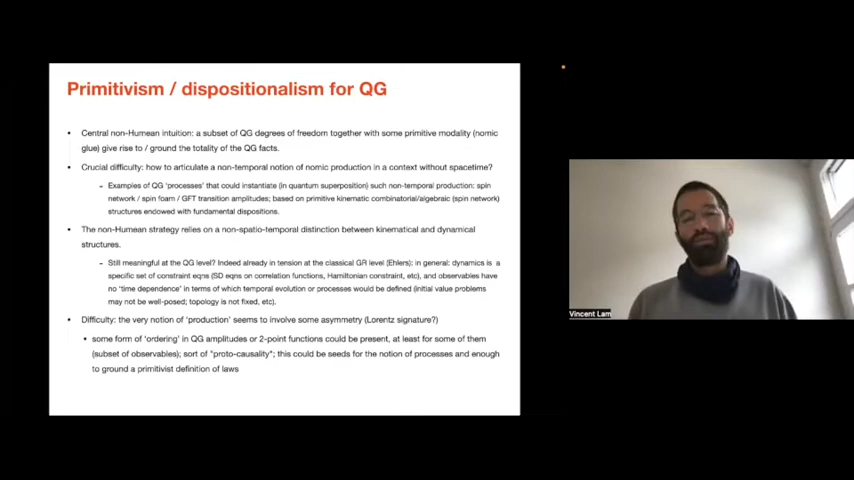 Primitivism / dispositionalism for QG
• Central non-Humean intuition: a subset of QG degrees of freedom together with some primitive modality (nomic
glue) give rise to / ground the totality of the QG facts.
• Crucial difficulty: how to articulate a non-temporal notion of nomic production in a context without spacetime?
- Examples of QG 'processes' that could instantiate (in quantum superposition) such non-temporal production: spin
network / spin foam / GFT transition amplitudes; based on primitive kinematic combinatorial/algebraic (spin network)
structures endowed with fundamental dispositions.
• The non-Humean strategy relies on a non-spatio-temporal distinction between kinematical and dynamical
structures.
- Still meaningful at the QG level? Indeed already in tension at the classical GR level (Ehlers): in general: dynamics is a
specific set of constraint eqns (SD eqns on correlation functions, Hamiltonian constraint, etc), and observables have
no 'time dependence' in terms of which temporal evolution or processes would be defined (initial value problems
may not be well-posed; topology is not fixed, etc).
• Difficulty: the very notion of 'production' seems to involve some asymmetry (Lorentz signature?)
• some form of 'ordering' in QG amplitudes or 2-point functions could be present, at least for some of them
(subset of observables); sort of "proto-causality"; this could be seeds for the notion of processes and enough
to ground a primitivist definition of laws
Vincent Lam